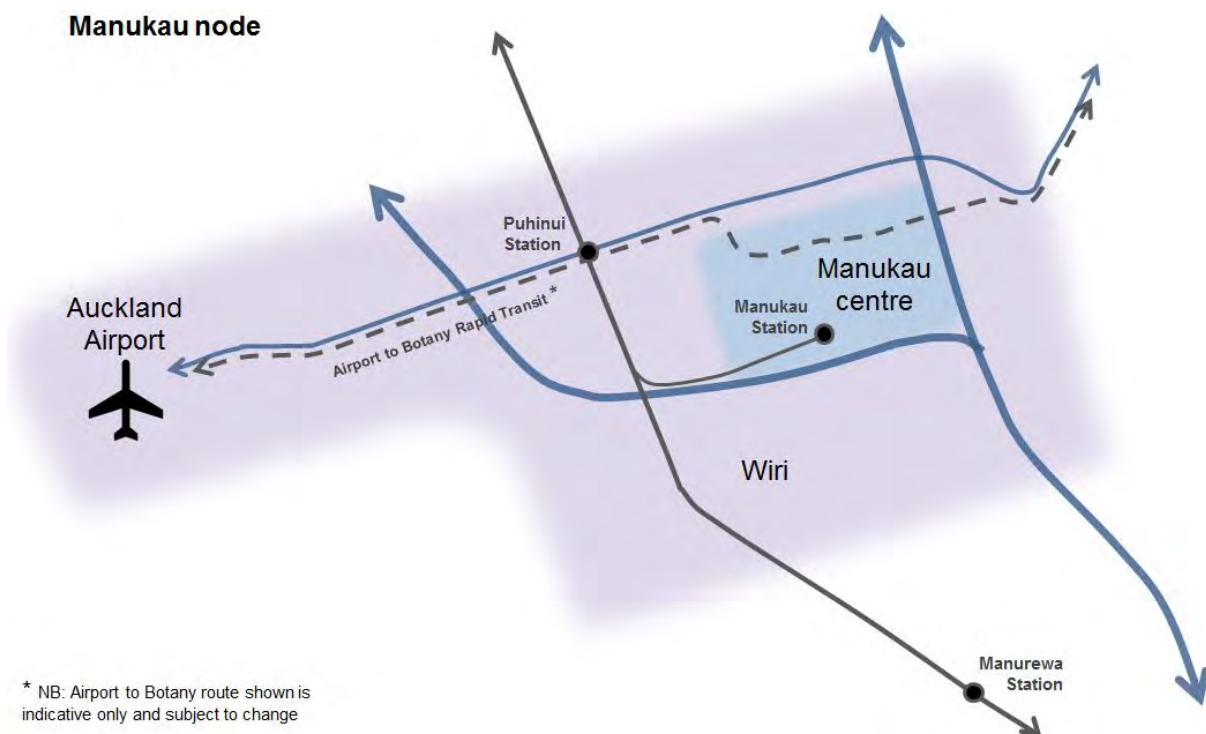 Manukau node
Puhinui
Station
Auckland
Airport
Airport to Botany Rapid Transit *
Manukau
centre
Manukau
Station
Wiri
Manurewa
Station
* NB: Airport to Botany route shown is
indicative only and subject to change